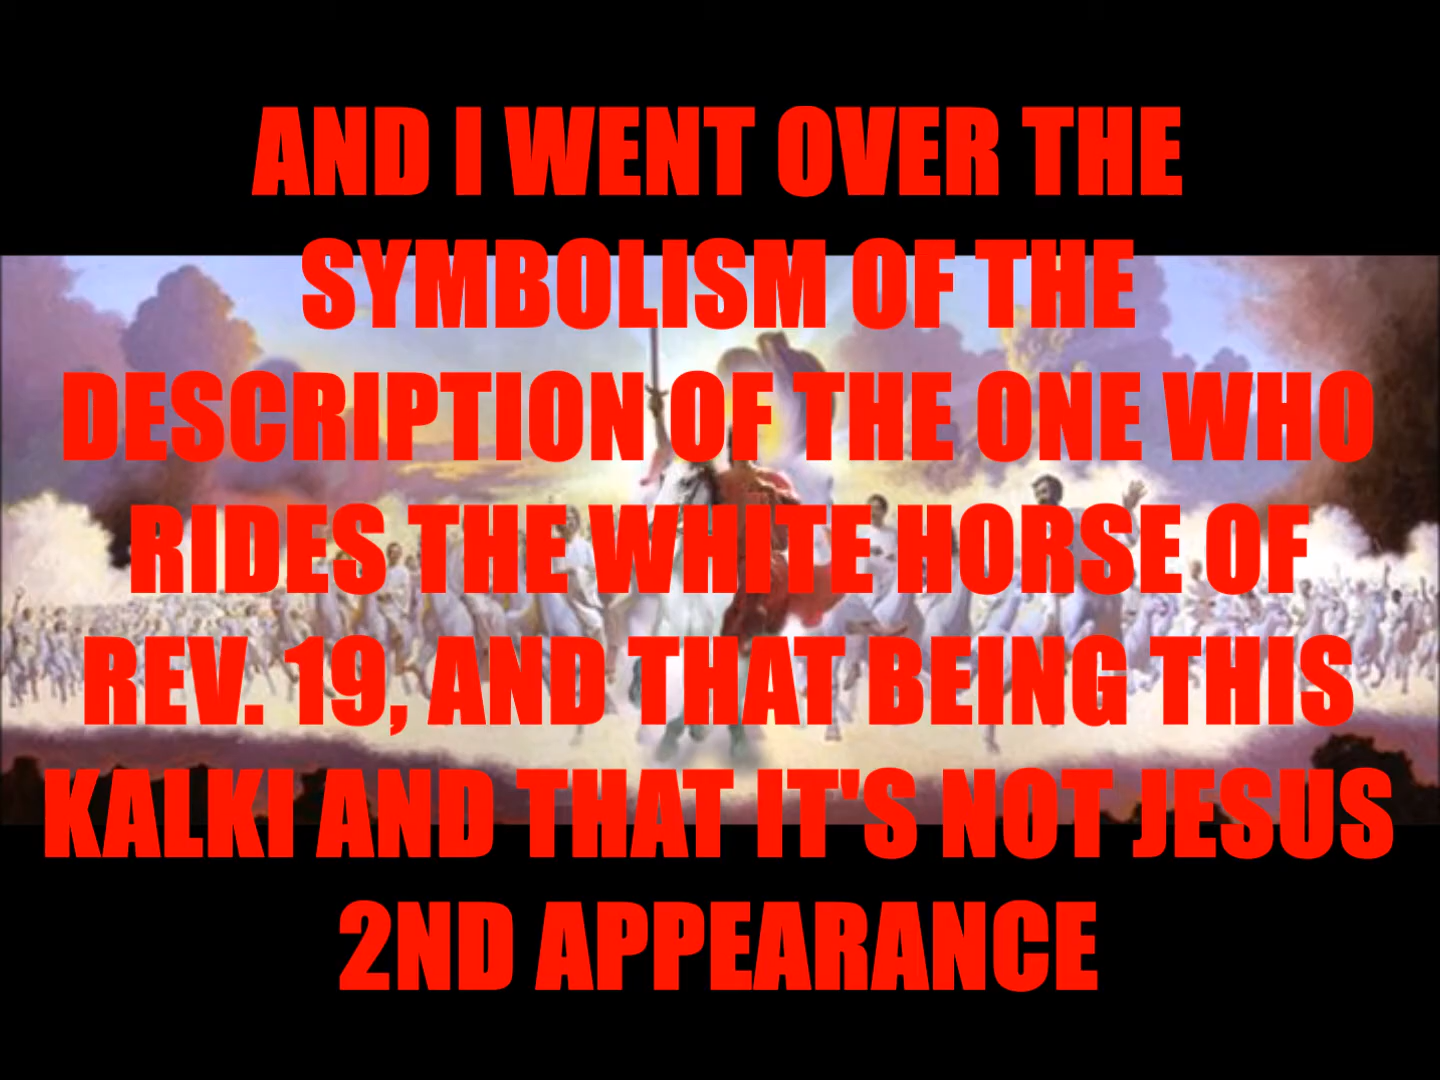 AND I WENT OVER THE
SYMBOLISM OF THE
DESCRIPTION OF THE ONE WHO
RIDES THE WHITE HORSE OF
REV. 19, AND THAT BEING THIS
KALKI AND THAT IT'S NOT JESUS
2ND APPEARANCE